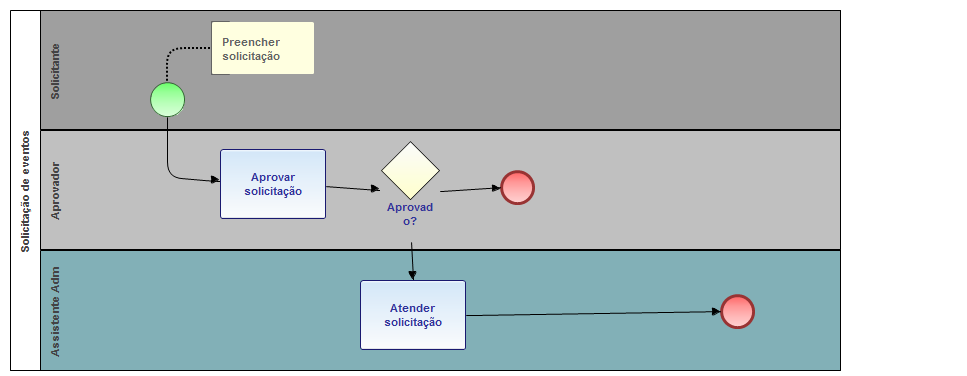 Solicitação de eventos
Solicitante
Preencher
solicitação
Aprovador
Aprovar
solicitação
Aprovad
o?
Assistente Adm
Atender
solicitação